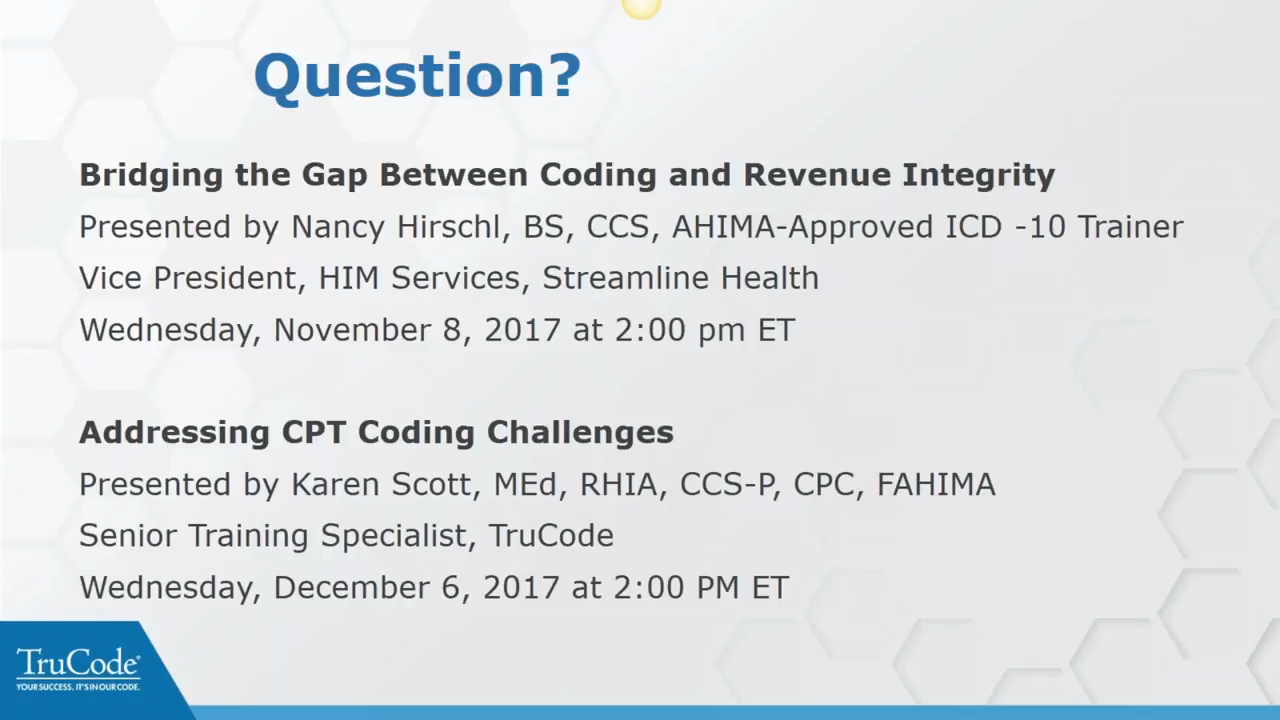 Question?
Bridging the Gap Between Coding and Revenue Integrity
Presented by Nancy Hirschl, BS, CCS, AHIMA-Approved ICD -10 Trainer
Vice President, HIM Services, Streamline Health
Wednesday, November 8, 2017 at 2:00 pm ET
Addressing CPT Coding Challenges
Presented by Karen Scott, MEd, RHIA, CCS-P, CPC, FAHIMA
Senior Training Specialist, TruCode
Wednesday, December 6, 2017 at 2:00 PM ET
TruCode®
YOUR SUCCESS. IT'S IN OUR CODE.